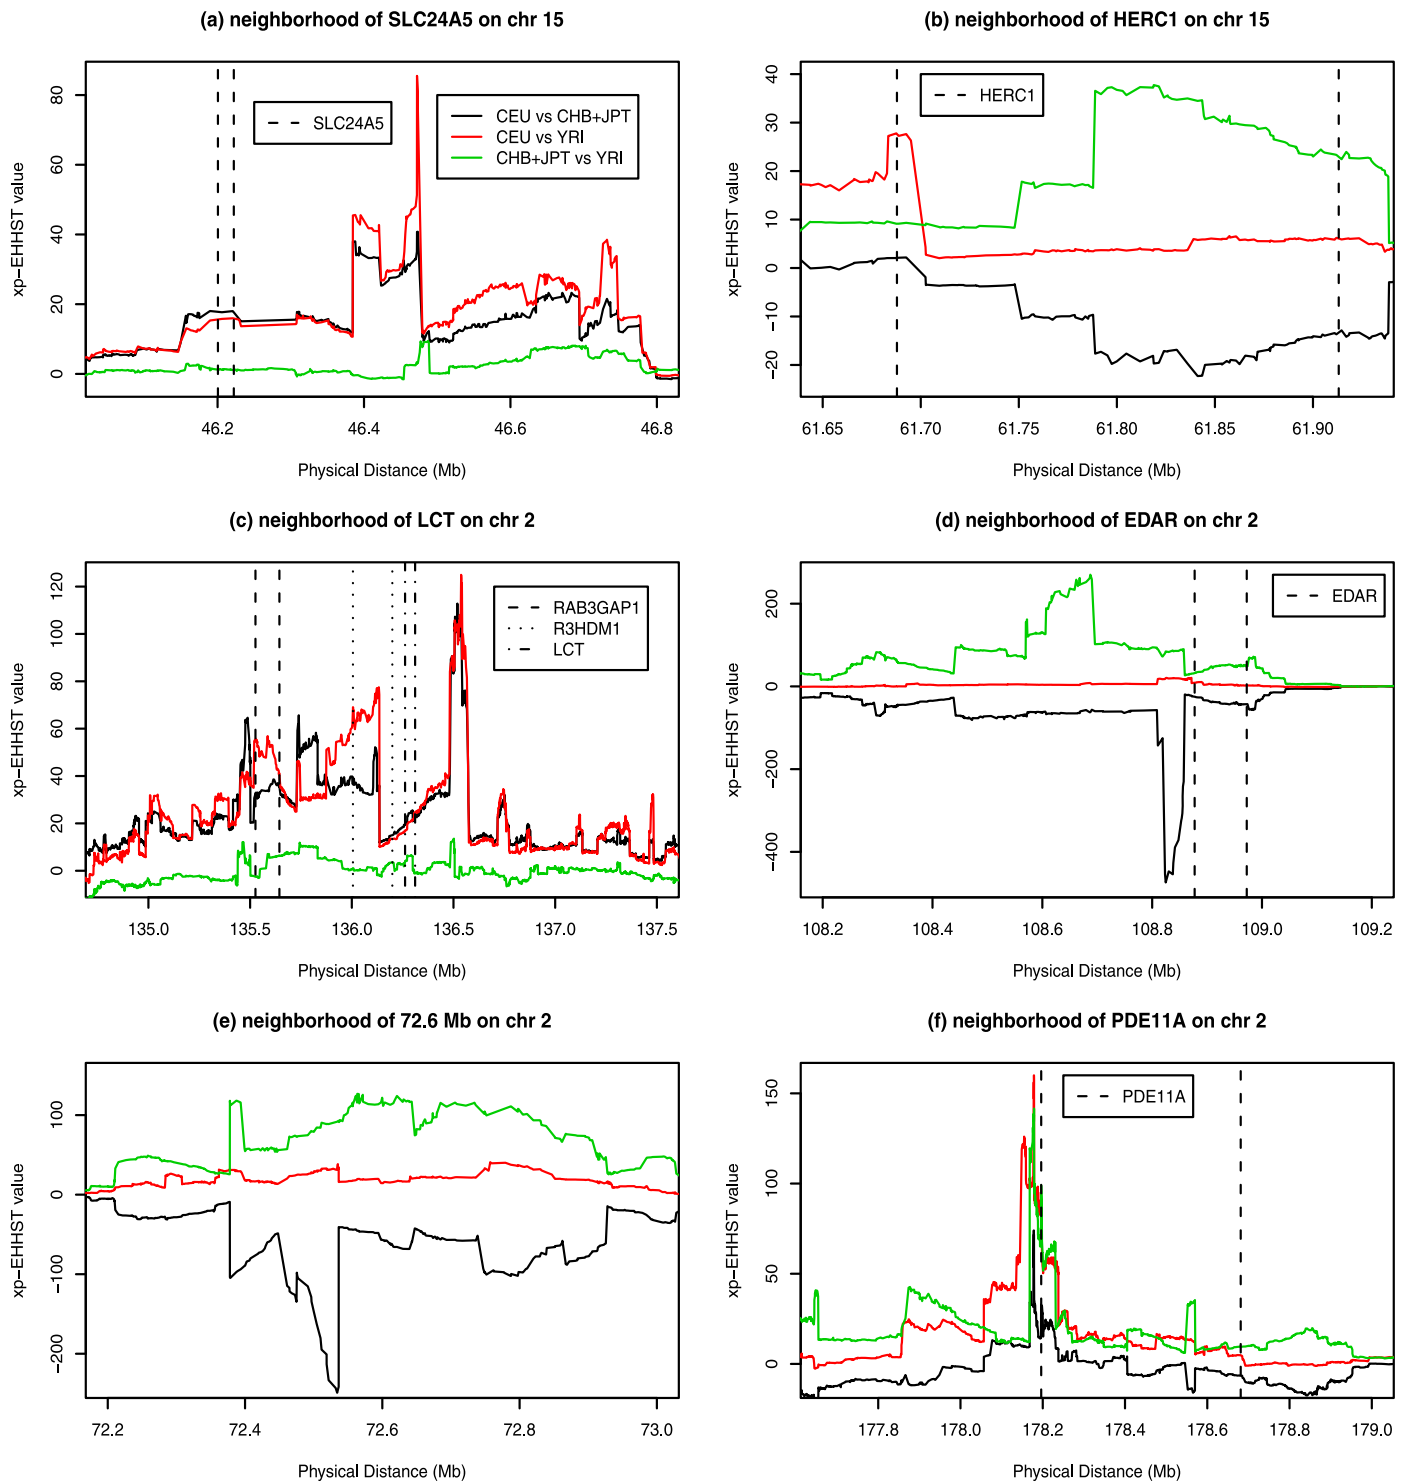 (a) neighborhood of SLC24A5 on chr 15
xp−EHHST value
0
20
40
60
80
SLC24A5
CEU vs CHB+JPT
CEU vs YRI
CHB+JPT vs YRI
46.2
46.4
46.6
46.8
Physical Distance (Mb)
(b) neighborhood of HERC1 on chr 15
xp−EHHST value
−20
−10
0
10
20
30
40
HERC1
61.65
61.70
61.75
61.80
61.85
61.90
Physical Distance (Mb)
(c) neighborhood of LCT on chr 2
xp−EHHST value
0
20
40
60
80
100
120
RAB3GAP1
R3HDM1
LCT
135.0
135.5
136.0
136.5
137.0
137.5
Physical Distance (Mb)
(d) neighborhood of EDAR on chr 2
xp−EHHST value
−400
−200
0
200
EDAR
108.2
108.4
108.6
108.8
109.0
109.2
Physical Distance (Mb)
(e) neighborhood of 72.6 Mb on chr 2
xp−EHHST value
−200
−100
0
100
72.2
72.4
72.6
72.8
73.0
Physical Distance (Mb)
(f) neighborhood of PDE11A on chr 2
xp−EHHST value
0
50
100
150
PDE11A
177.8
178.0
178.2
178.4
178.6
178.8
179.0
Physical Distance (Mb)